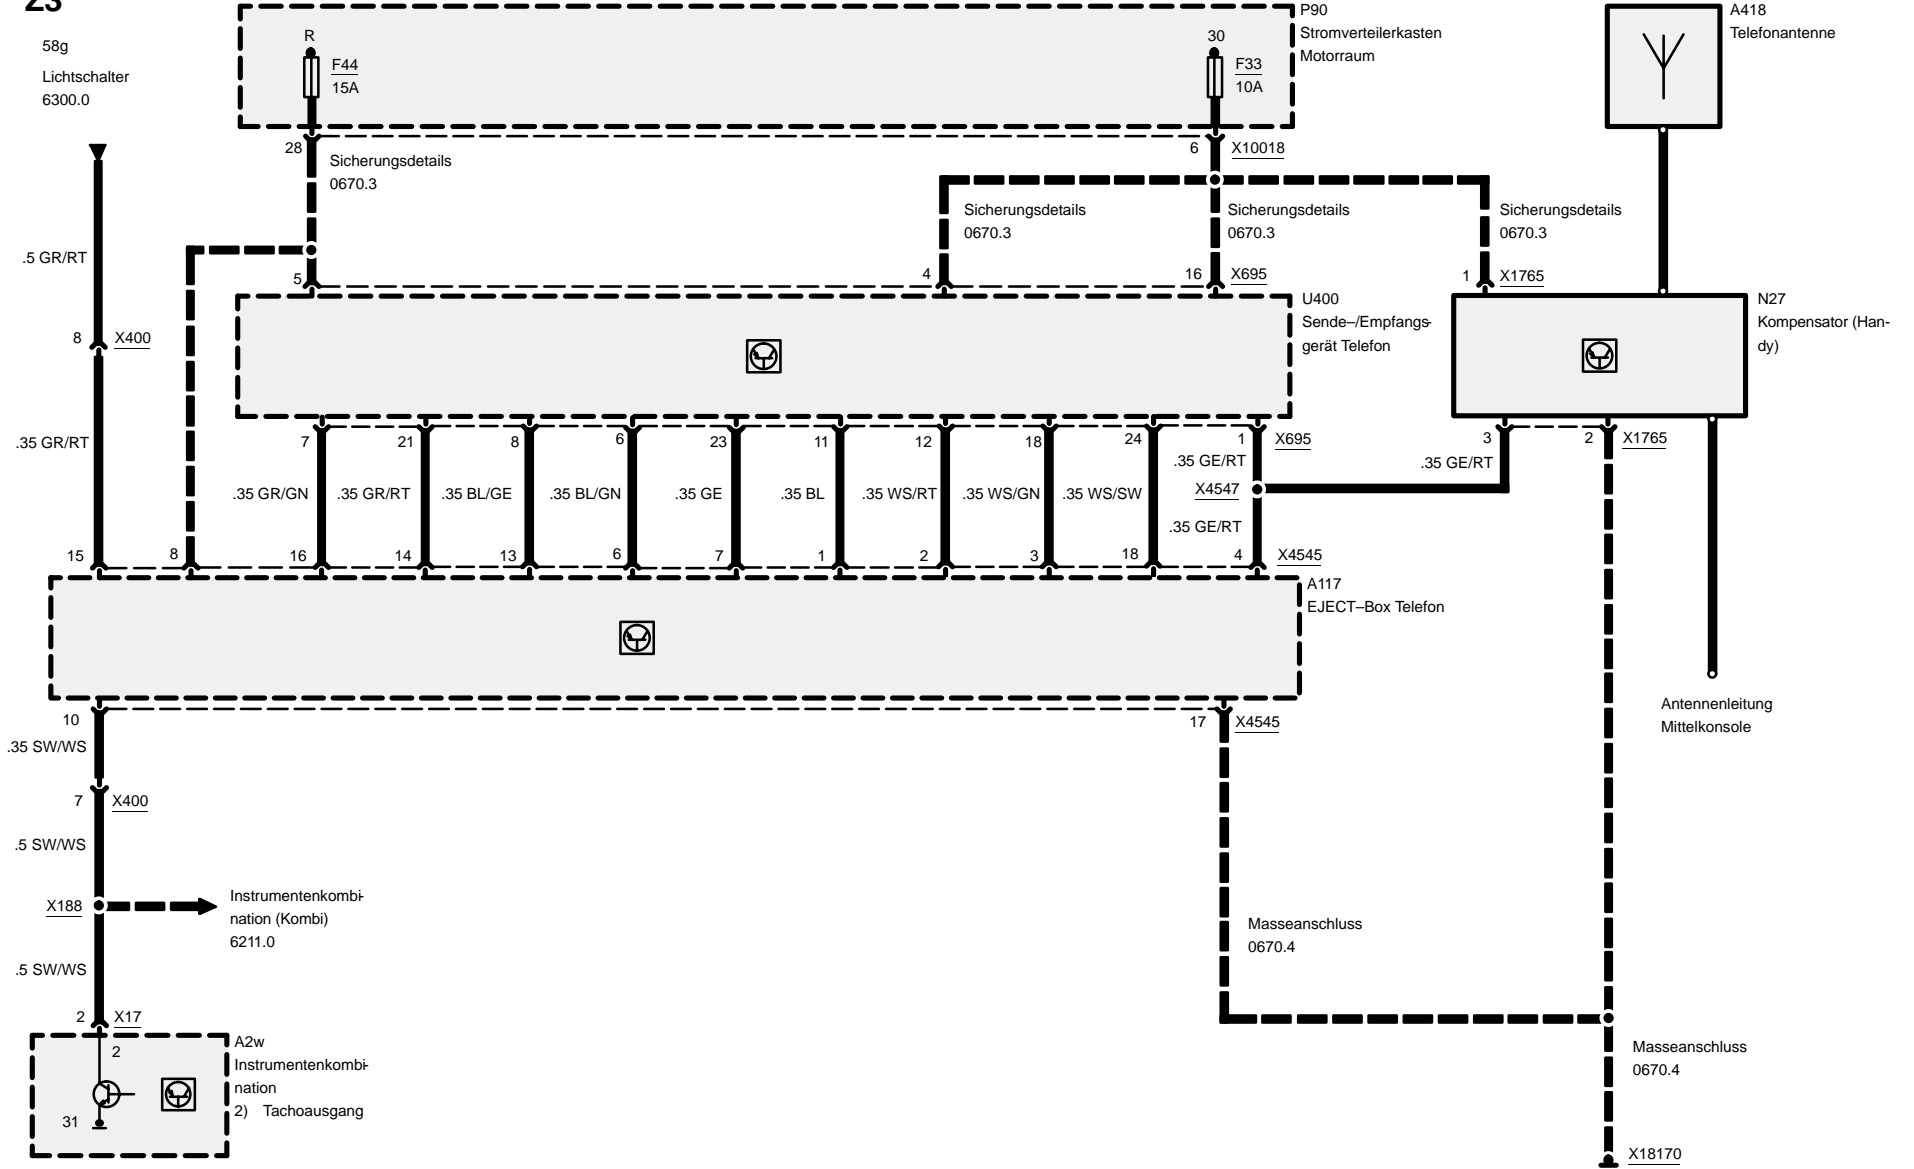 Z3
58g
Lichtschalter
6300.0
R
F44
15A
30
F33
10A
P90
Stromverteilerkasten
Motorraum
A418
Telefonantenne
28
Sicherungsdetails
0670.3
6
X10018
Sicherungsdetails
0670.3
Sicherungsdetails
0670.3
Sicherungsdetails
0670.3
.5 GR/RT
5
4
16
X695
1
X1765
U400
Sende–/Empfangs-
gerät Telefon
N27
Kompensator (Han-
dy)
8
X400
.35 GR/RT
7
21
8
6
23
11
12
18
24
1
X695
3
2
X1765
.35 GE/RT
.35 GE/RT
.35 GR/GN
.35 GR/RT
.35 BL/GE
.35 BL/GN
.35 GE
.35 BL
.35 WS/RT
.35 WS/GN
.35 WS/SW
X4547
.35 GE/RT
15
8
16
14
13
6
7
1
2
3
18
4
X4545
A117
EJECT–Box Telefon
10
17
X4545
.35 SW/WS
Antennenleitung
Mittelkonsole
7
X400
.5 SW/WS
X188
Instrumentenkombi-
nation (Kombi)
6211.0
Masseanschluss
0670.4
.5 SW/WS
2
X17
2
31
A2w
Instrumentenkombi-
nation
2) Tachoausgang
Masseanschluss
0670.4
X18170